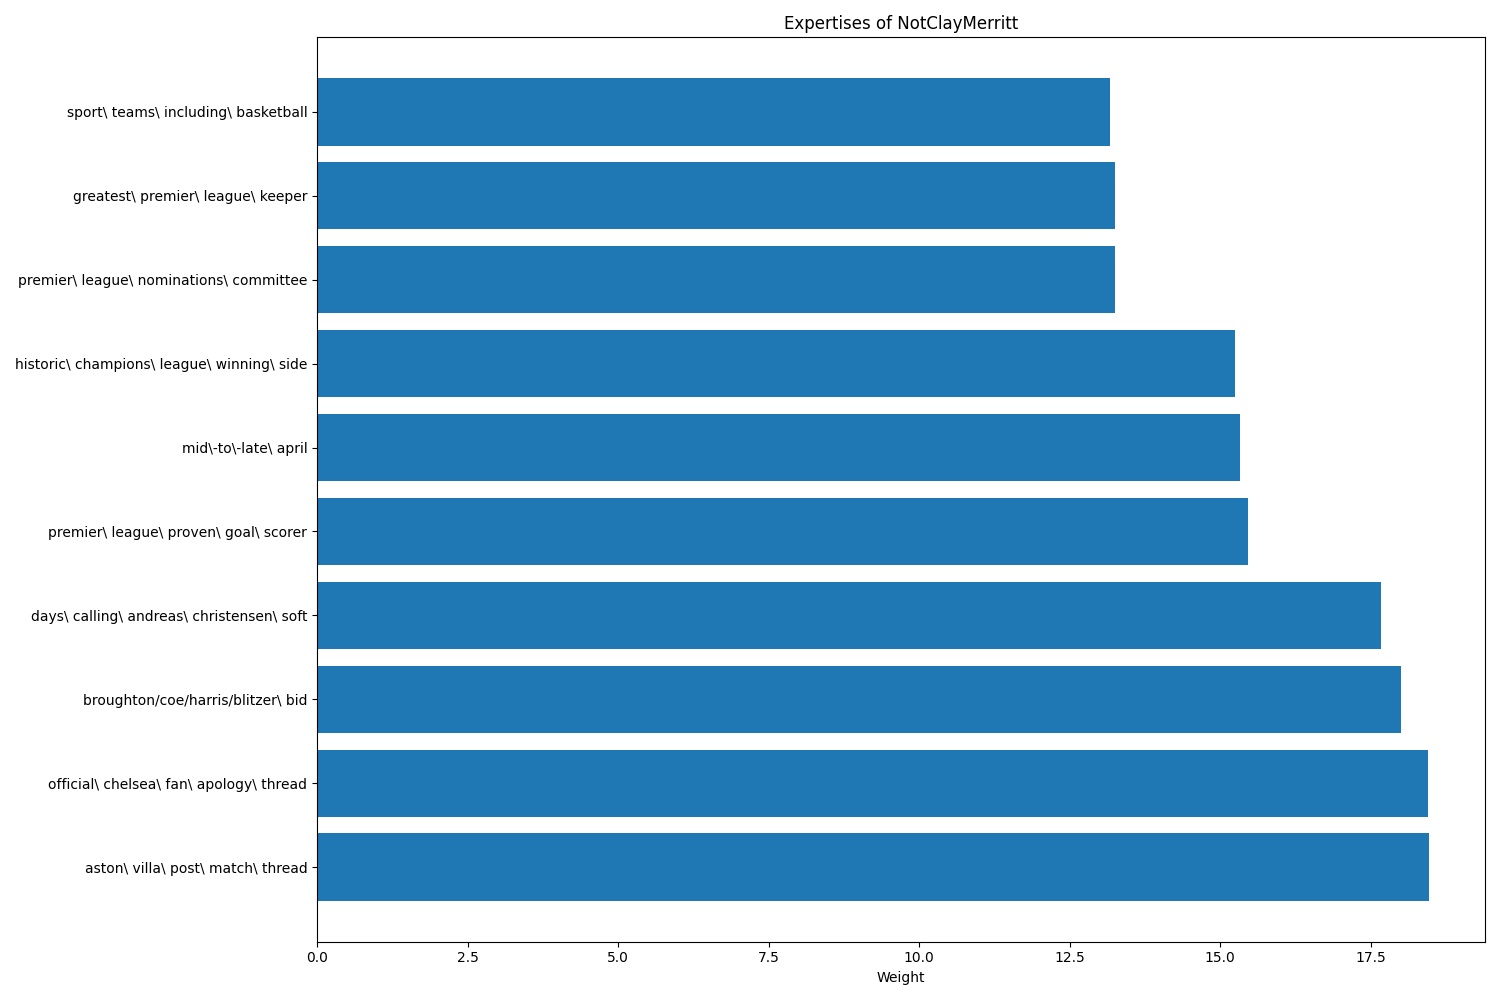 Expertises of NotClayMerritt
sport\ teams\ including\ basketball
greatest\ premier\ league\ keeper
premier\ league\ nominations\ committee
historic\ champions\ league\ winning\ side
mid\-to\-late\ april
premier\ league\ proven\ goal\ scorer
days\ calling\ andreas\ christensen\ soft
broughton/coe/harris/blitzer\ bid
official\ chelsea\ fan\ apology\ thread
aston\ villa\ post\ match\ thread
0.0 2.5 5.0 7.5 10.0 12.5 15.0 17.5
Weight